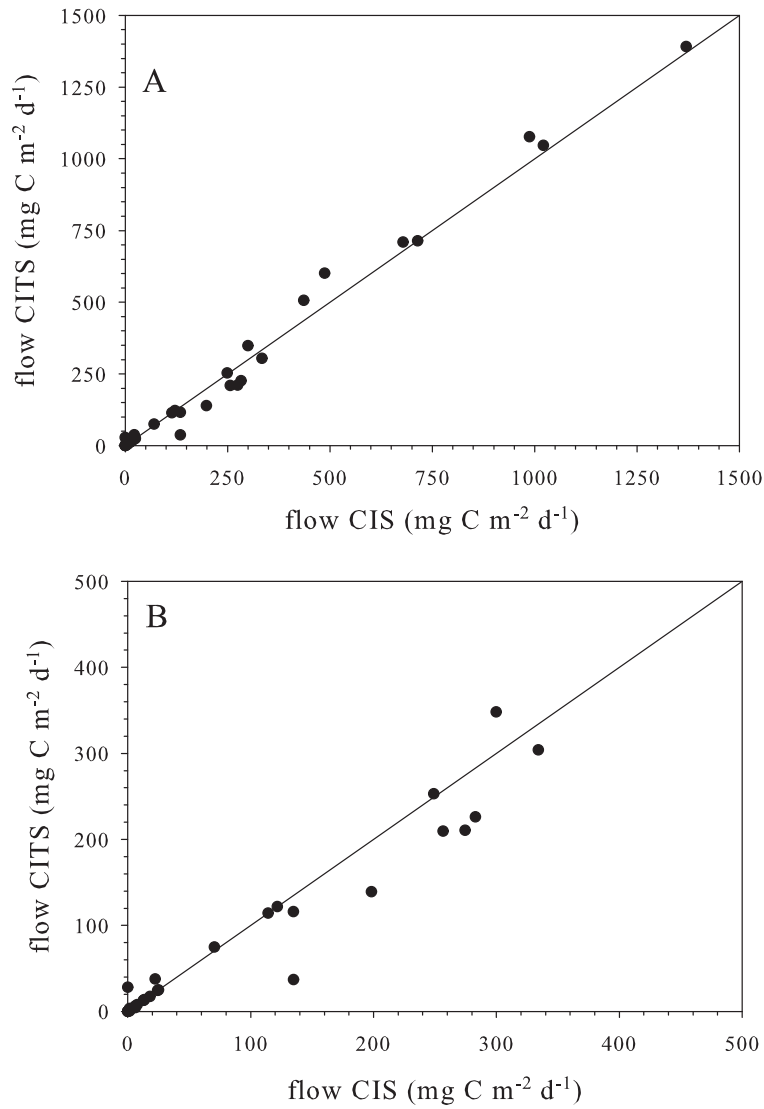 A
1500
1250
1000
750
500
250
0
flow CITS (mg C m-2 d-1)
0 250 500 750 1000 1250 1500
flow CIS (mg C m-2 d-1)
B
500
400
300
200
100
0
flow CITS (mg C m-2 d-1)
0 100 200 300 400 500
flow CIS (mg C m-2 d-1)